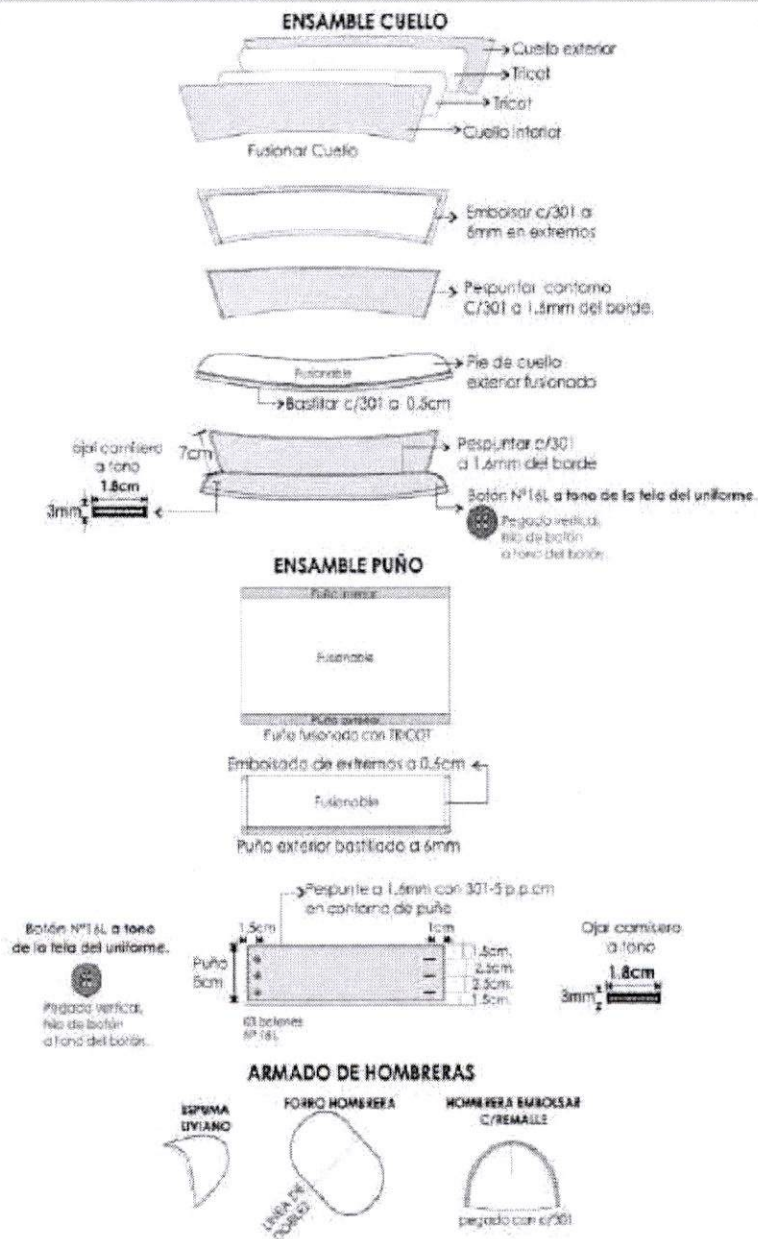 ENSAMBLE CUELLO
Cuello exterior
Tricot
Tricot
Cuello interior
Fusionar Cuello
Embolsar c/301 a
6mm en extremos
Pespuntar contorno
C/301 a 1.6mm del borde.
Fusionable
Pie de cuello
exterior fusionado
Bastillar c/301 a 0.5cm
ojal camisero
a tono
1.8cm
3mm
7cm
Pespuntar c/301
a 1.6mm del borde
Botón N°16L a tono de la tela del uniforme.
Pegado vertical,
hilo de botón
a tono del botón.
ENSAMBLE PUÑO
Puño interior
Fusionable
Puño exterior
Puño fusionado con TRICOT
Embolsado de extremos a 0.5cm
Fusionable
Puño exterior bastillado a 6mm
Pespunte a 1.6mm con 301-5 p.p.cm
en contorno de puño
Botón N°16L a tono
de la tela del uniforme.
Pegado vertical,
hilo de botón
a tono del botón.
1.5cm
1cm
Puño
5cm
1.5cm.
2.5cm.
2.5cm.
1.5cm.
03 botones
N° 16L
Ojal camisero
a tono
1.8cm
3mm
ARMADO DE HOMBRERAS
ESPUMA
LIVIANO
FORRO HOMBRERA
LINEA DE
DOBLEZ
HOMBRERA EMBOLSAR
C/REMALLE
pegado con c/301